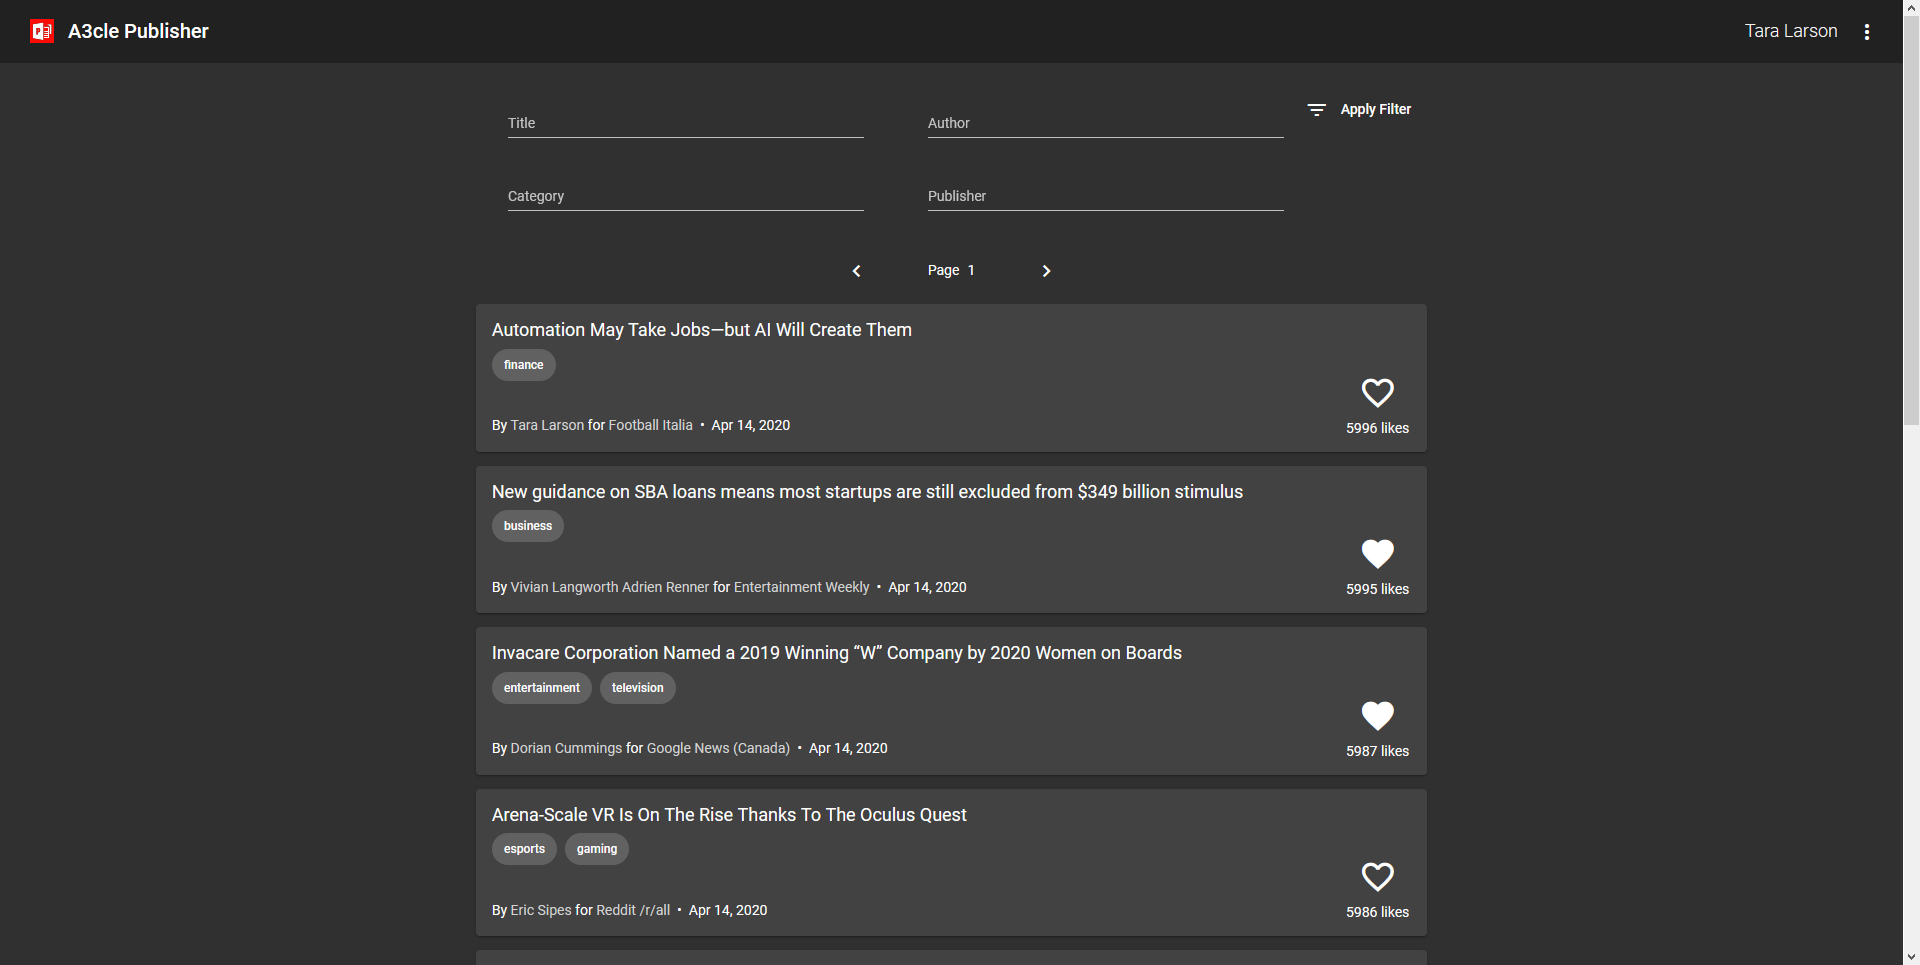 A3cle Publisher
Tara Larson
Title
Author
Apply Filter
Category
Publisher
Page 1
Automation May Take Jobs—but AI Will Create Them
finance
By Tara Larson for Football Italia • Apr 14, 2020
5996 likes
New guidance on SBA loans means most startups are still excluded from $349 billion stimulus
business
By Vivian Langworth Adrien Renner for Entertainment Weekly • Apr 14, 2020
5995 likes
Invacare Corporation Named a 2019 Winning “W” Company by 2020 Women on Boards
entertainment television
By Dorian Cummings for Google News (Canada) • Apr 14, 2020
5987 likes
Arena-Scale VR Is On The Rise Thanks To The Oculus Quest
esports gaming
By Eric Sipes for Reddit /r/all • Apr 14, 2020
5986 likes